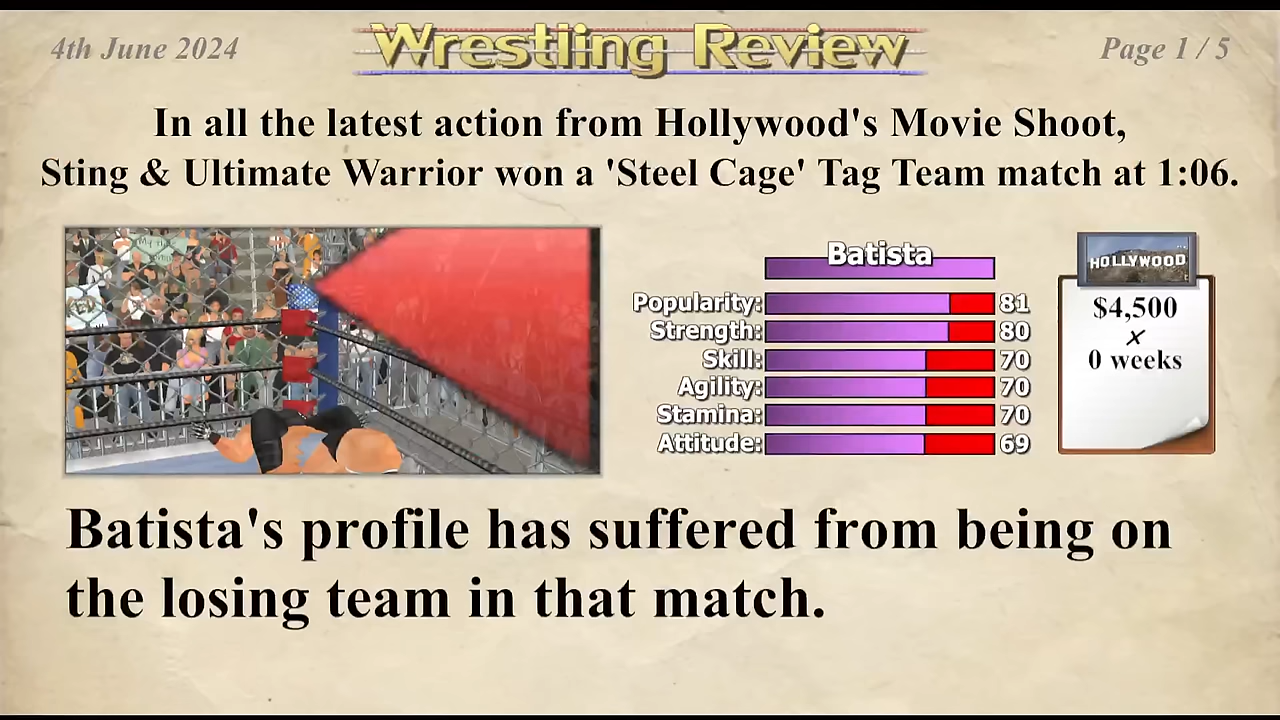 4th June 2024
Wrestling Review
Page 1 / 5
In all the latest action from Hollywood's Movie Shoot,
Sting & Ultimate Warrior won a 'Steel Cage' Tag Team match at 1:06.
Batista
Popularity: 81
Strength: 80
Skill: 70
Agility: 70
Stamina: 70
Attitude: 69
HOLLYWOOD
$4,500
x
0 weeks
Batista's profile has suffered from being on
the losing team in that match.